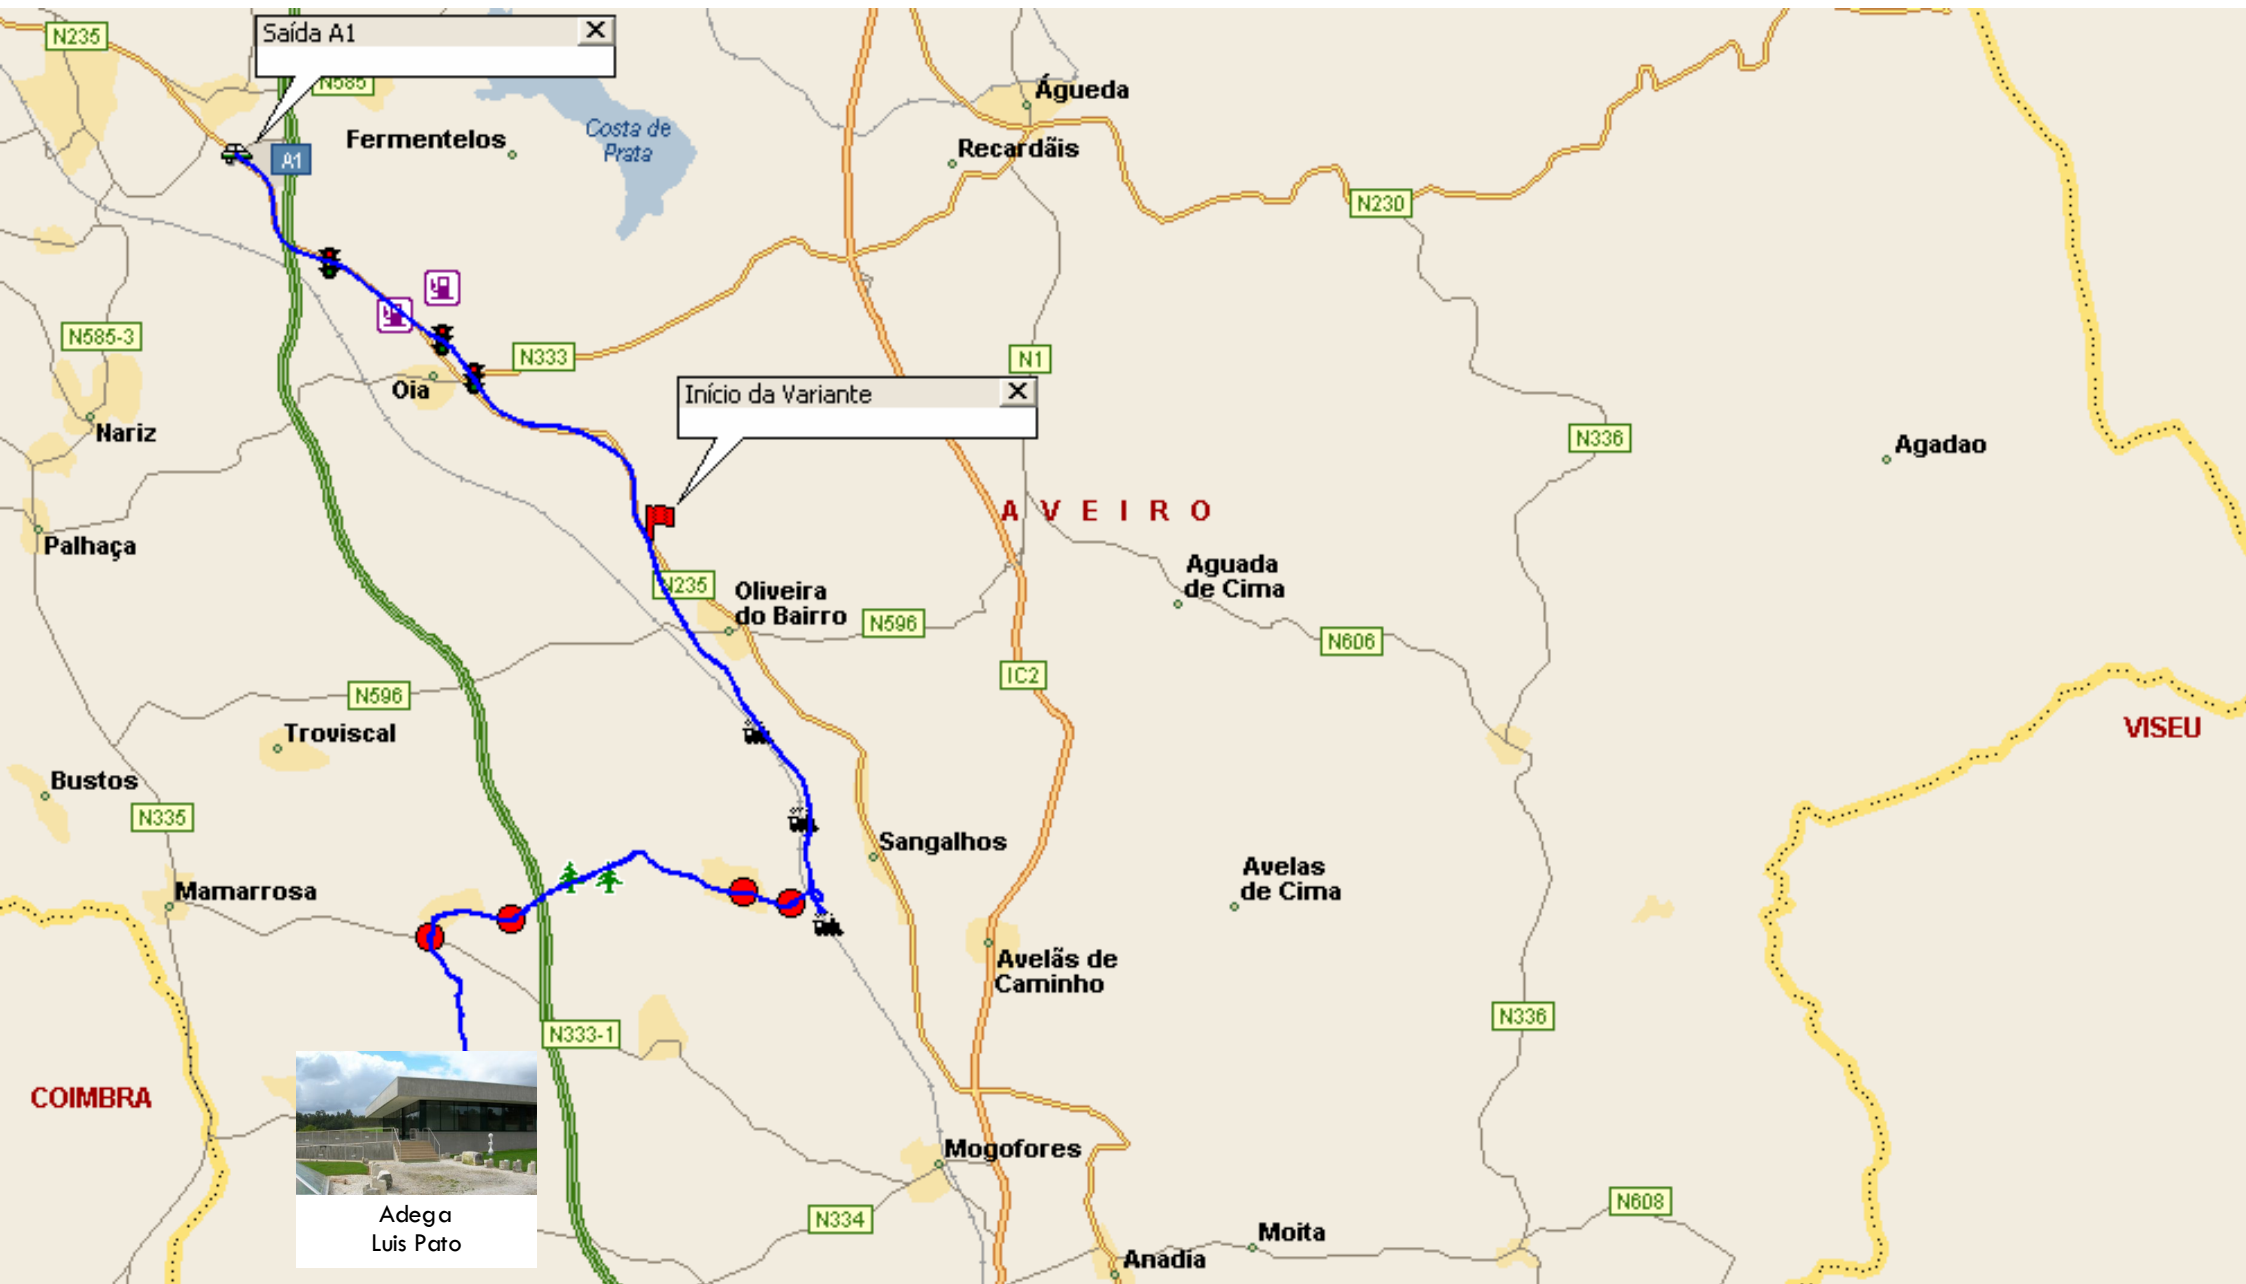 Saída A1
N235
N585
Águeda
Costa de
Prata
Fermentelos
Recardãis
A1
N230
N585-3
N333
N1
Oia
Início da Variante
Nariz
N336
Agadao
AVEIRO
Palhaça
Aguada
de Cima
N235
Oliveira
do Bairro
N596
N606
IC2
N596
VISEU
Troviscal
Bustos
N335
Sangalhos
Avelas
de Cima
Mamarrosa
Avelãs de
Caminho
N336
N333-1
COIMBRA
Mogofores
N608
Adega
Luis Pato
N334
Moita
Anadia